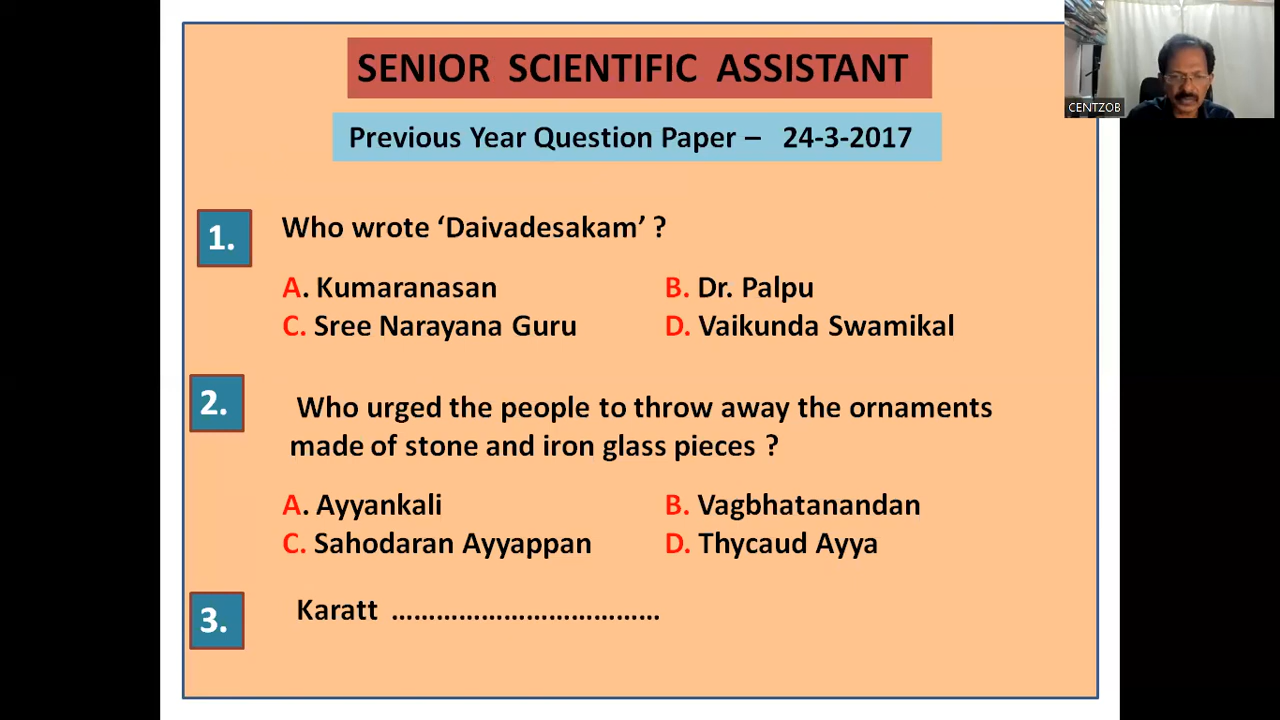 SENIOR SCIENTIFIC ASSISTANT
CENTZOB
Previous Year Question Paper – 24-3-2017
1. Who wrote ‘Daivadesakam’ ?
A. Kumaranasan B. Dr. Palpu
C. Sree Narayana Guru D. Vaikunda Swamikal
2. Who urged the people to throw away the ornaments
made of stone and iron glass pieces ?
A. Ayyankali B. Vagbhatanandan
C. Sahodaran Ayyappan D. Thycaud Ayya
3. Karatt ………………………………